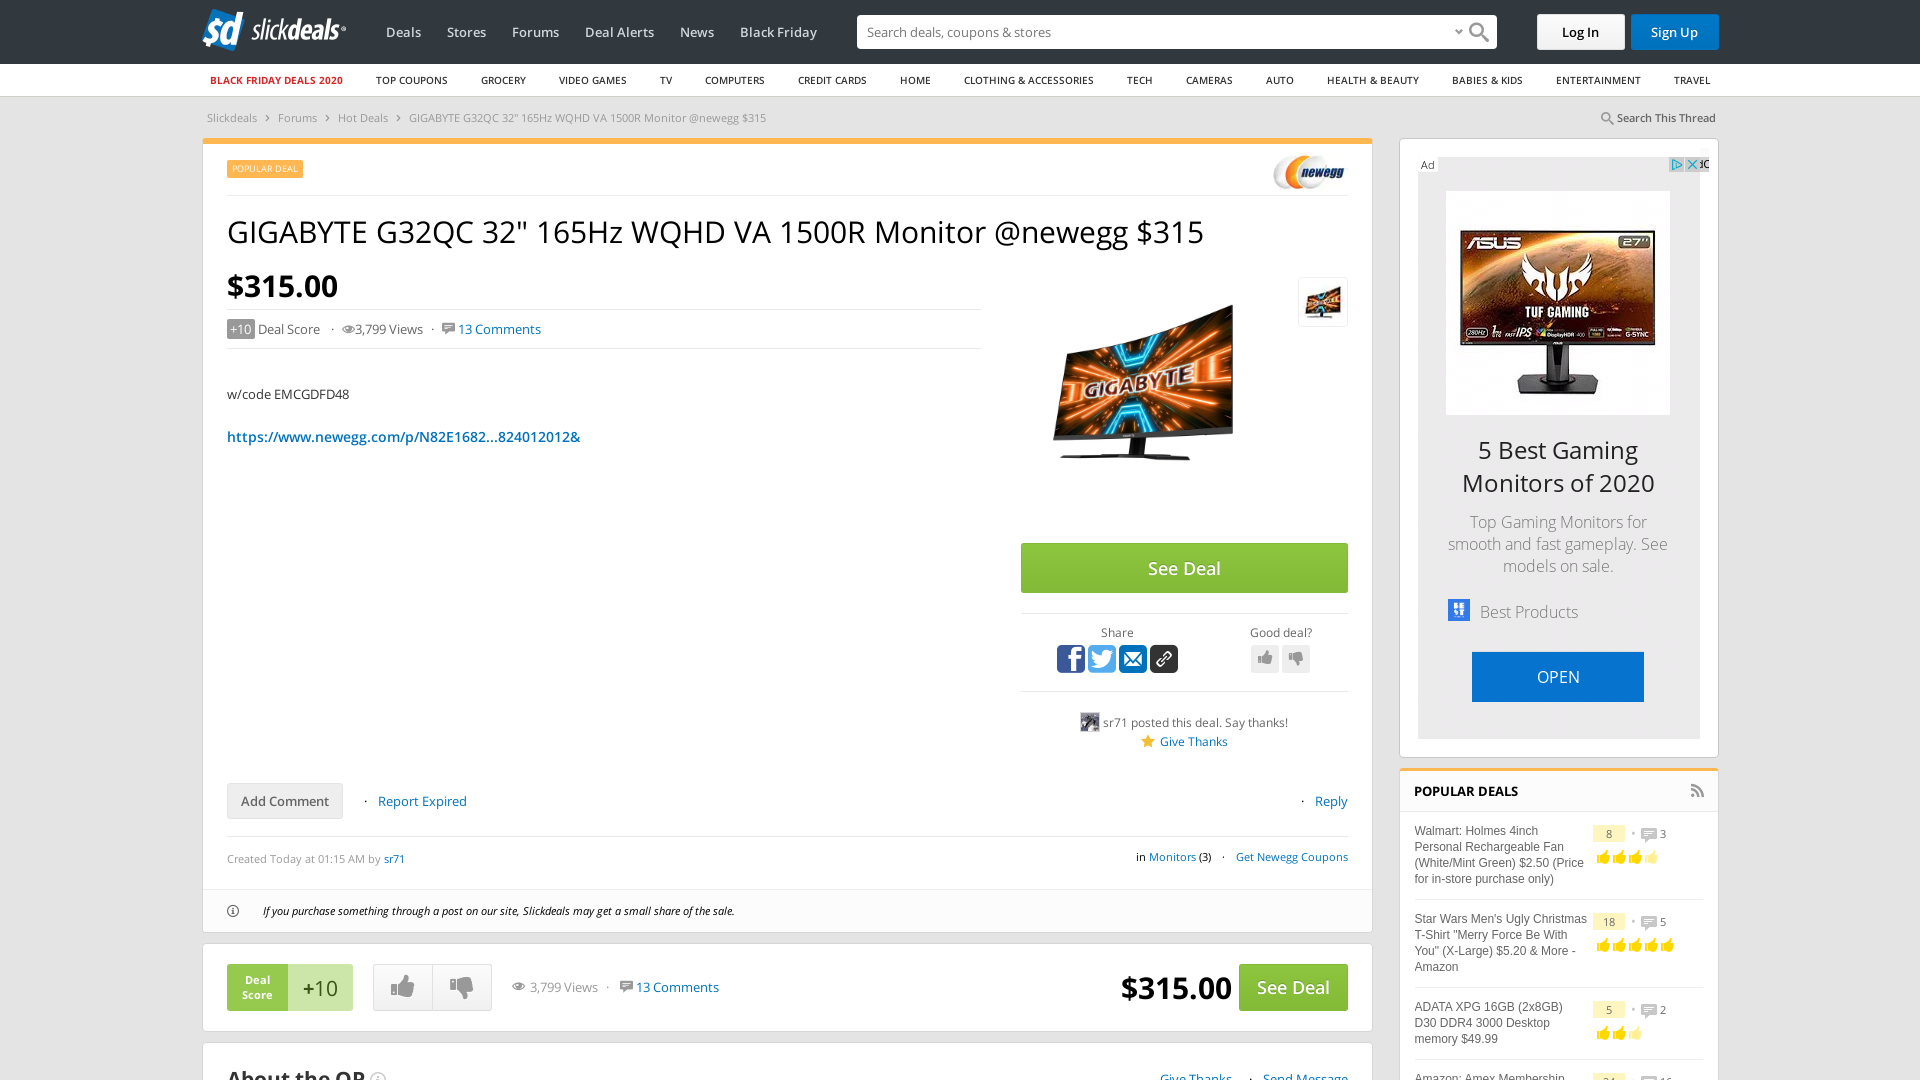 slickdeals
Deals
Stores
Forums
Deal Alerts
News
Black Friday
Search deals, coupons & shops
Log In
Sign Up
BLACK FRIDAY DEALS 2020
TOP COUPONS
GROCERY
VIDEO GAMES
TV
COMPUTERS
CREDIT CARDS
HOME
CLOTHING & ACCESSORIES
TECH
CAMERAS
AUTO
HEALTH & BEAUTY
BABIES & KIDS
ENTERTAINMENT
TRAVEL
Slickdeals > Forums > Hot Deals > GIGABYTE G32QC 32" 165Hz WQHD VA 1500R Monitor @newegg $315
Search This Thread
POPULAR DEAL
newegg
GIGABYTE G32QC 32" 165Hz WQHD VA 1500R Monitor @newegg $315
$315.00
+10 Deal Score · 3,799 Views · 13 Comments
w/code EMCGDFD48
https://www.newegg.com/p/N82E1682...824012012&
GIGABYTE
See Deal
Share
Good deal?
sr71 posted this deal. Say thanks!
Give Thanks
Add Comment
· Report Expired
· Reply
Created Today at 01:15 AM by sr71
in Monitors (3) · Get Newegg Coupons
If you purchase something through a post on our site, Slickdeals may get a small share of the sale.
Deal Score
+10
3,799 Views · 13 Comments
$315.00
See Deal
About the OP
Give Thanks · Send Message
Ad
ASUS
27"
TUF GAMING
280Hz
1ms
FAST IPS
DisplayHDR 400
G-SYNC
5 Best Gaming
Monitors of 2020
Top Gaming Monitors for
smooth and fast gameplay. See
models on sale.
Best Products
OPEN
POPULAR DEALS
Walmart: Holmes 4inch
Personal Rechargeable Fan
(White/Mint Green) $2.50 (Price
for in-store purchase only)
8 · 3
Star Wars Men's Ugly Christmas
T-Shirt "Merry Force Be With
You" (X-Large) $5.20 & More -
Amazon
18 · 5
ADATA XPG 16GB (2x8GB)
D30 DDR4 3000 Desktop
memory $49.99
5 · 2
Amazon: Amex Membership